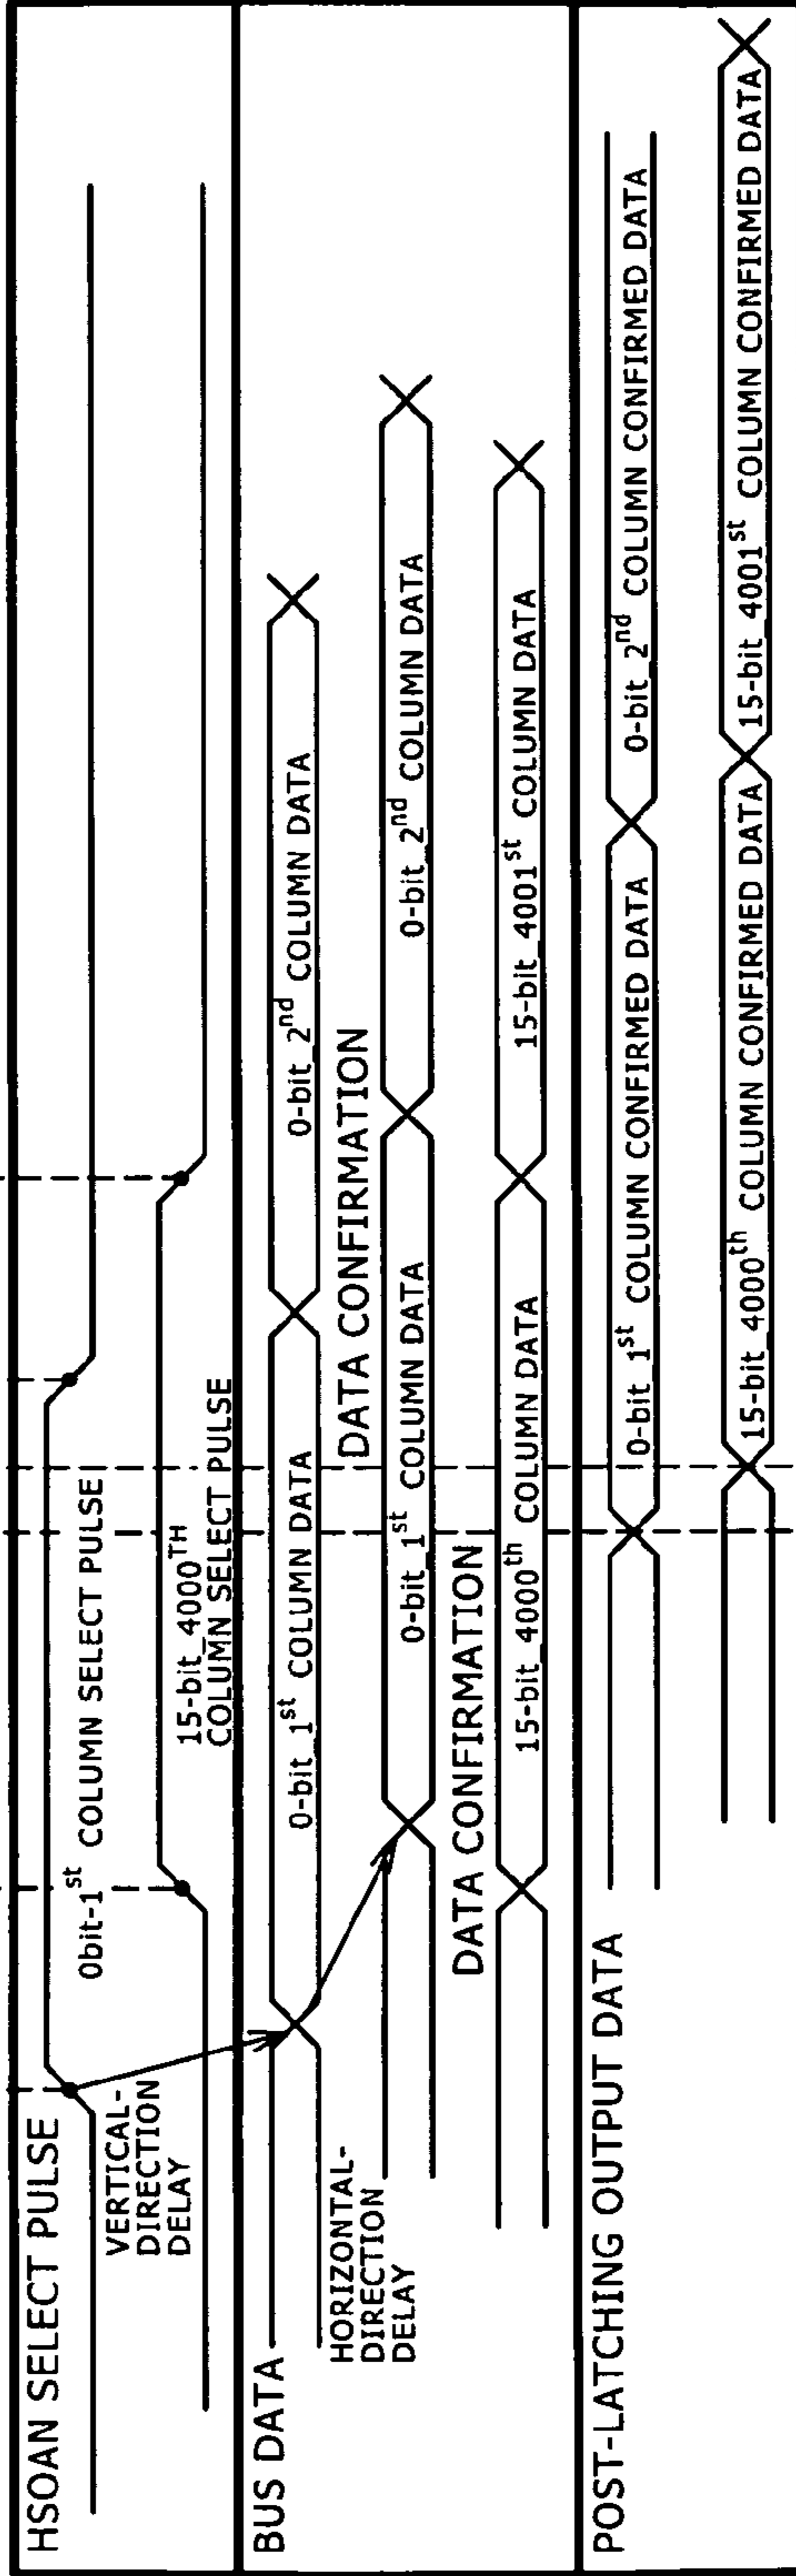 HSOAN SELECT PULSE
VERTICAL-
DIRECTION
DELAY
0bit-1st COLUMN SELECT PULSE
15-bit_4000TH
COLUMN SELECT PULSE
BUS DATA
0-bit_1st COLUMN DATA
0-bit_2nd COLUMN DATA
HORIZONTAL-
DIRECTION
DELAY
DATA CONFIRMATION
0-bit_1st COLUMN DATA
0-bit_2nd COLUMN DATA
DATA CONFIRMATION
15-bit_4000th COLUMN DATA
15-bit_4001st COLUMN DATA
POST-LATCHING OUTPUT DATA
0-bit_1st COLUMN CONFIRMED DATA
0-bit_2nd COLUMN CONFIRMED DATA
15-bit_4000th COLUMN CONFIRMED DATA
15-bit_4001st COLUMN CONFIRMED DATA